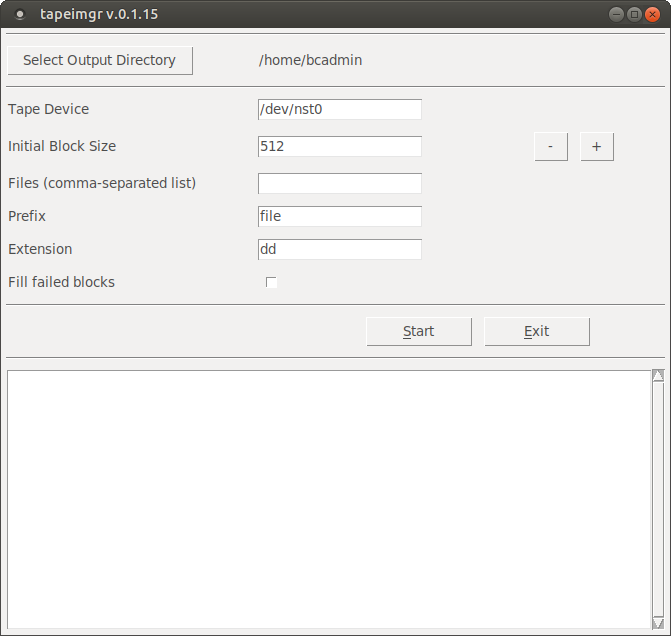 tapeimgr v.0.1.15
Select Output Directory /home/bcadmin
Tape Device /dev/nst0
Initial Block Size 512 - +
Files (comma-separated list)
Prefix file
Extension dd
Fill failed blocks
Start Exit